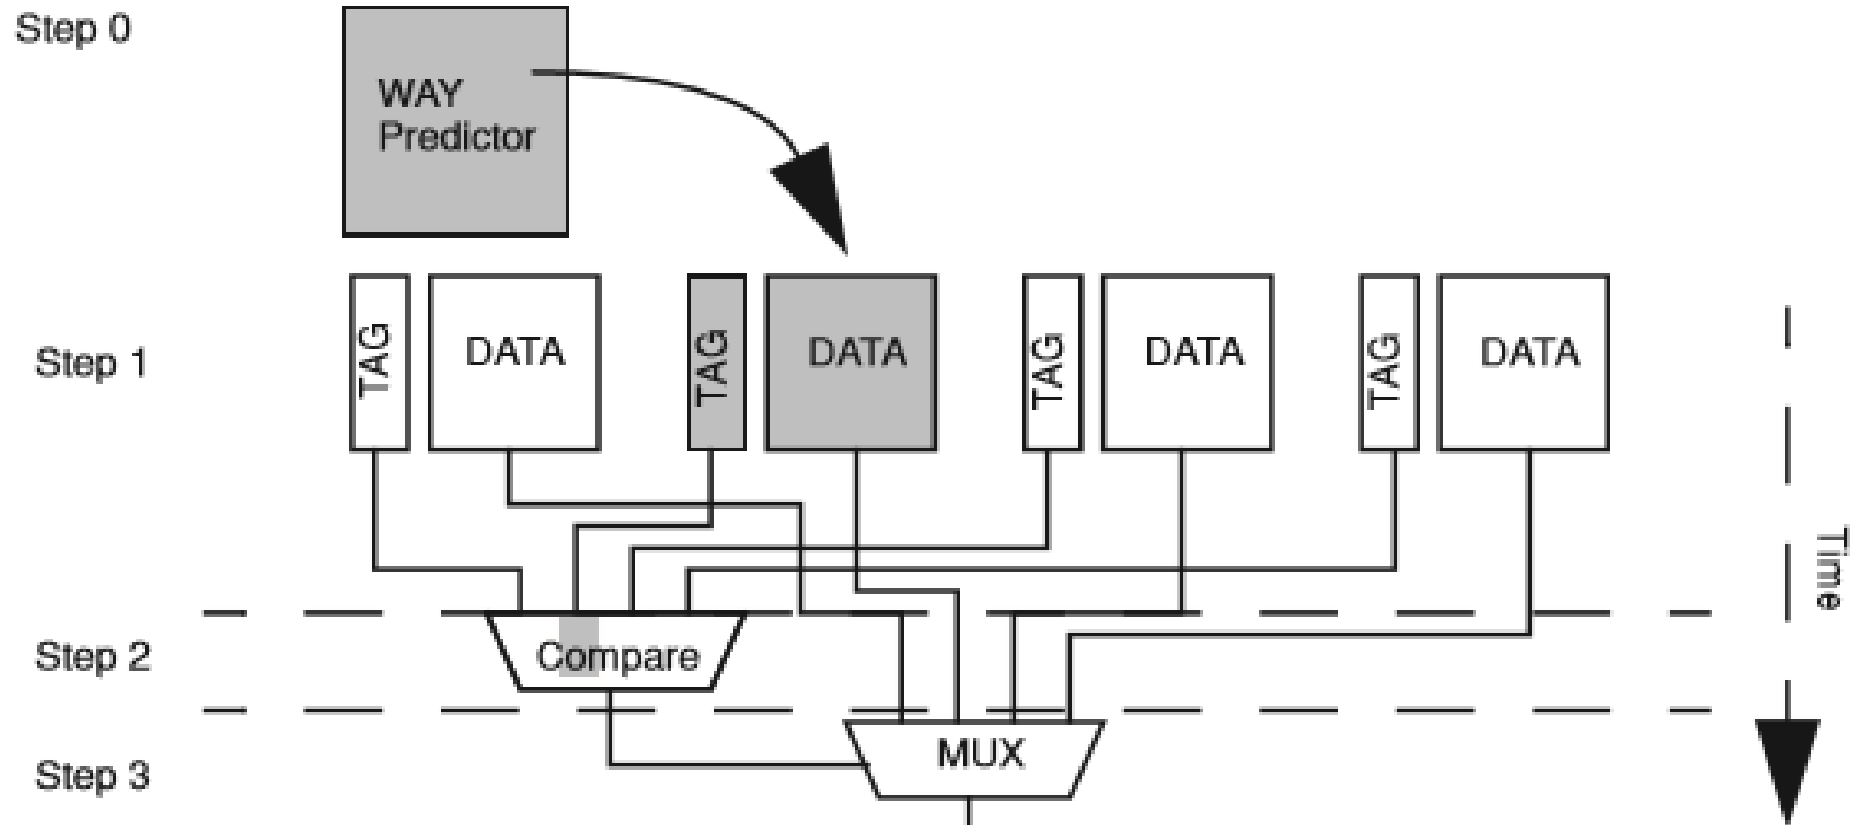 Step 0
WAY
Predictor
Step 1
TAG
DATA
TAG
DATA
TAG
DATA
TAG
DATA
Time
Step 2
Compare
Step 3
MUX